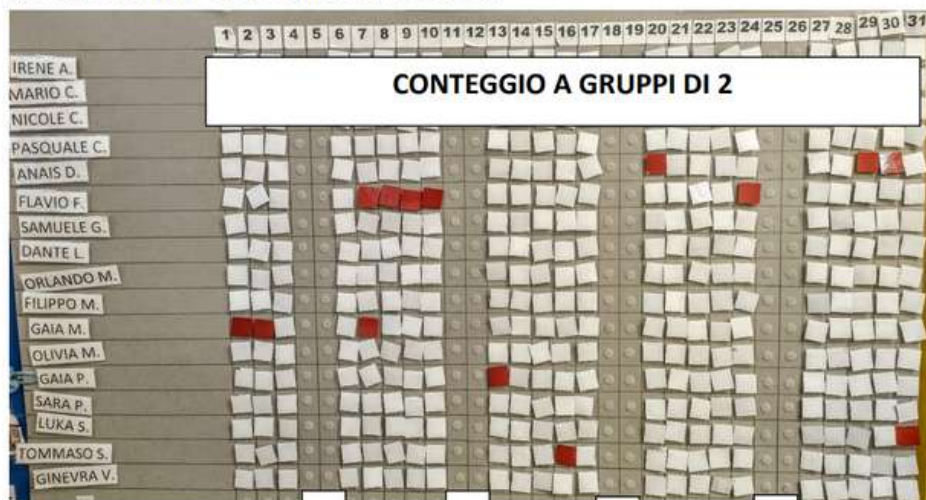 1 2 3 4 5 6 7 8 9 10 11 12 13 14 15 16 17 18 19 20 21 22 23 24 25 26 27 28 29 30 31
CONTEGGIO A GRUPPI DI 2
IRENE A.
MARIO C.
NICOLE C.
PASQUALE C.
ANAIS D.
FLAVIO F.
SAMUELE G.
DANTE L.
ORLANDO M.
FILIPPO M.
GAIA M.
OLIVIA M.
GAIA P.
SARA P.
LUKA S.
TOMMASO S.
GINEVRA V.